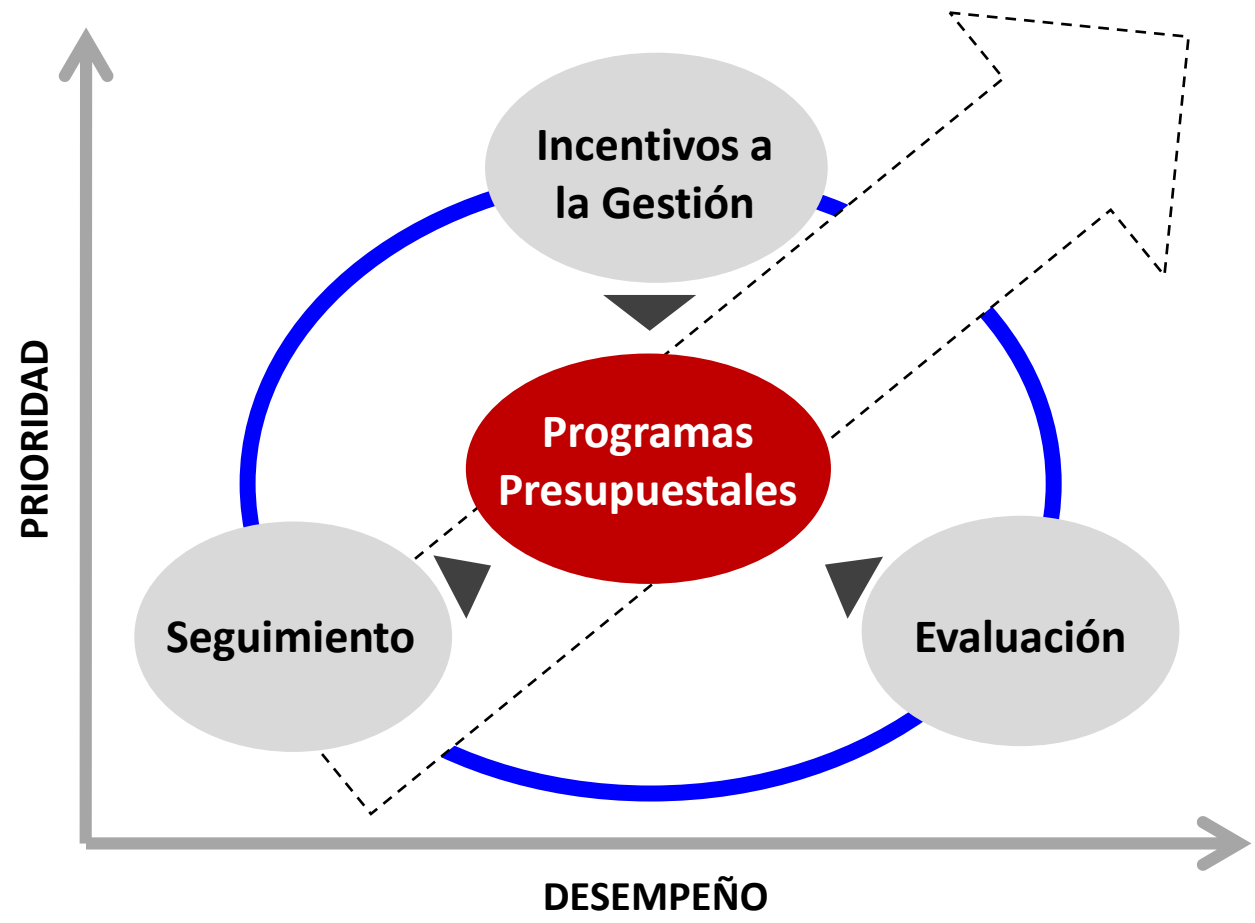 Incentivos a
la Gestión
PRIORIDAD
Programas
Presupuestales
Seguimiento
Evaluación
DESEMPEÑO